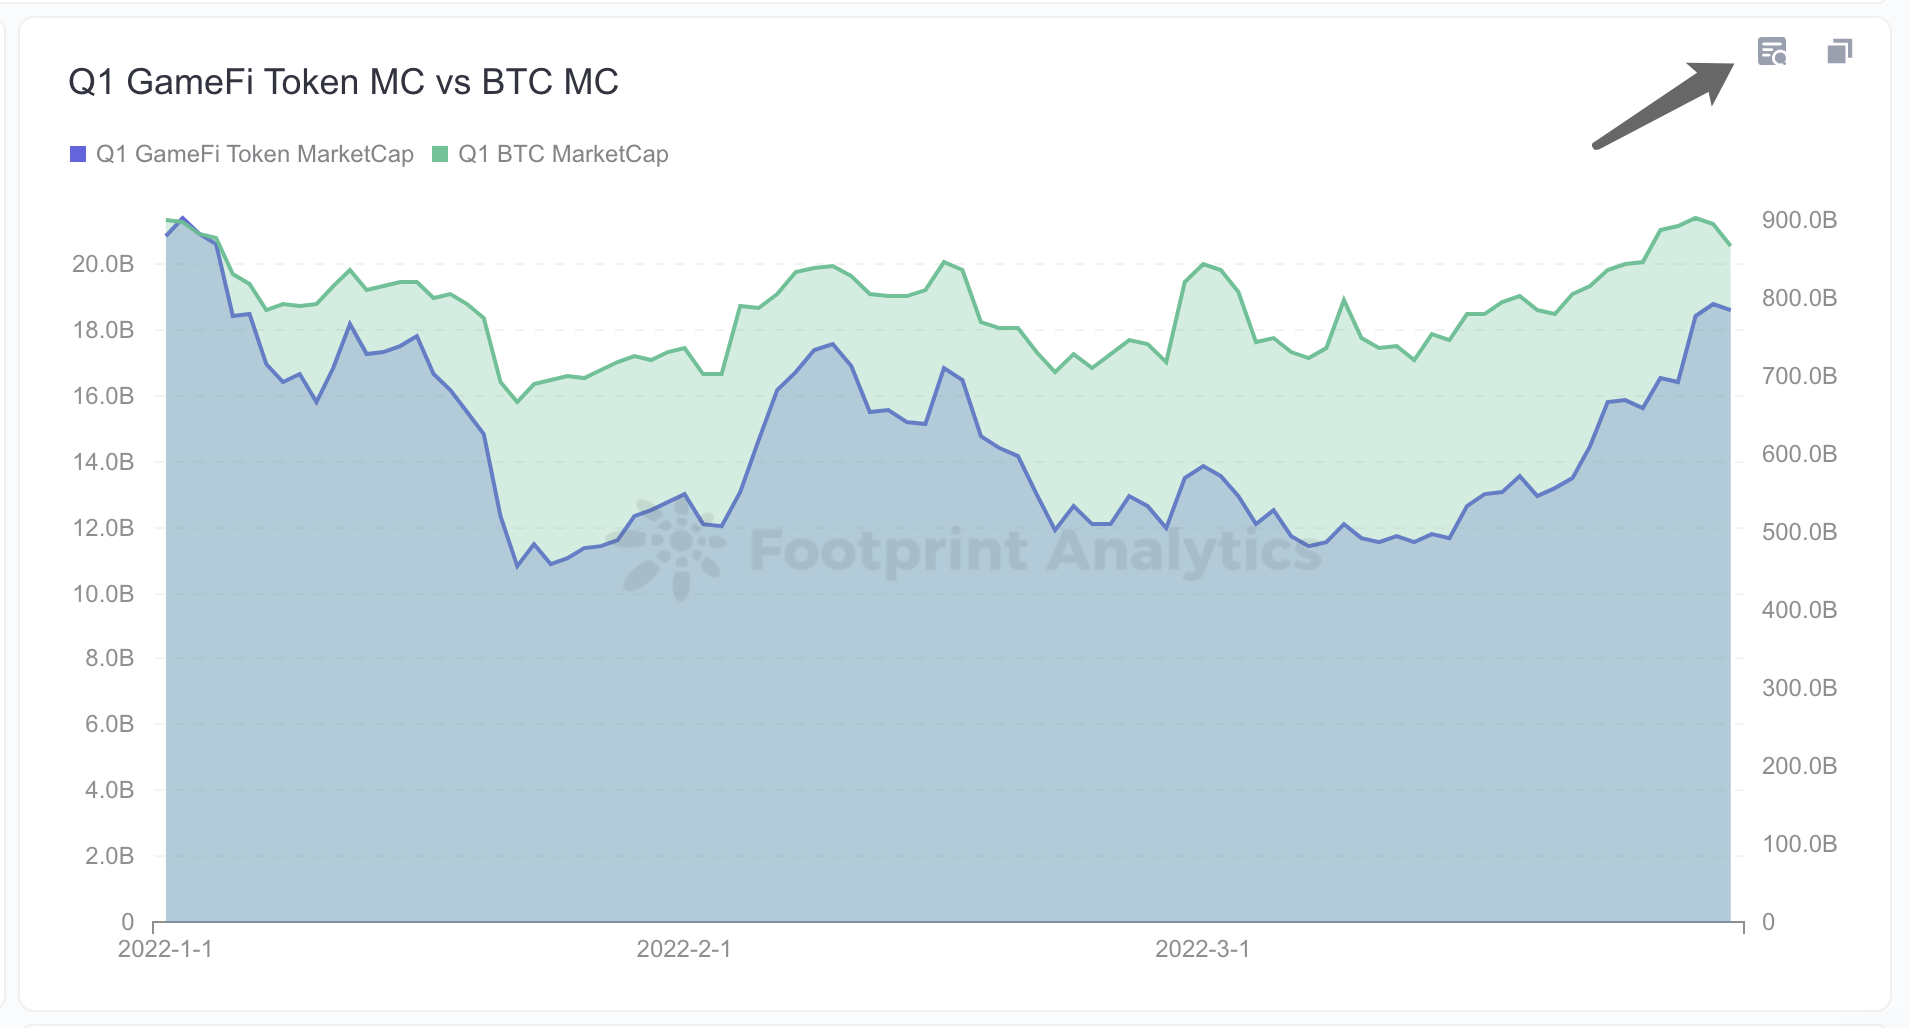 Q1 GameFi Token MC vs BTC MC
Q1 GameFi Token MarketCap Q1 BTC MarketCap
900.0B
20.0B
800.0B
18.0B
700.0B
16.0B
14.0B
600.0B
12.0B
500.0B
Footprint Analytics
10.0B
400.0B
8.0B
300.0B
6.0B
200.0B
4.0B
100.0B
2.0B
0
0
2022-1-1 2022-2-1 2022-3-1